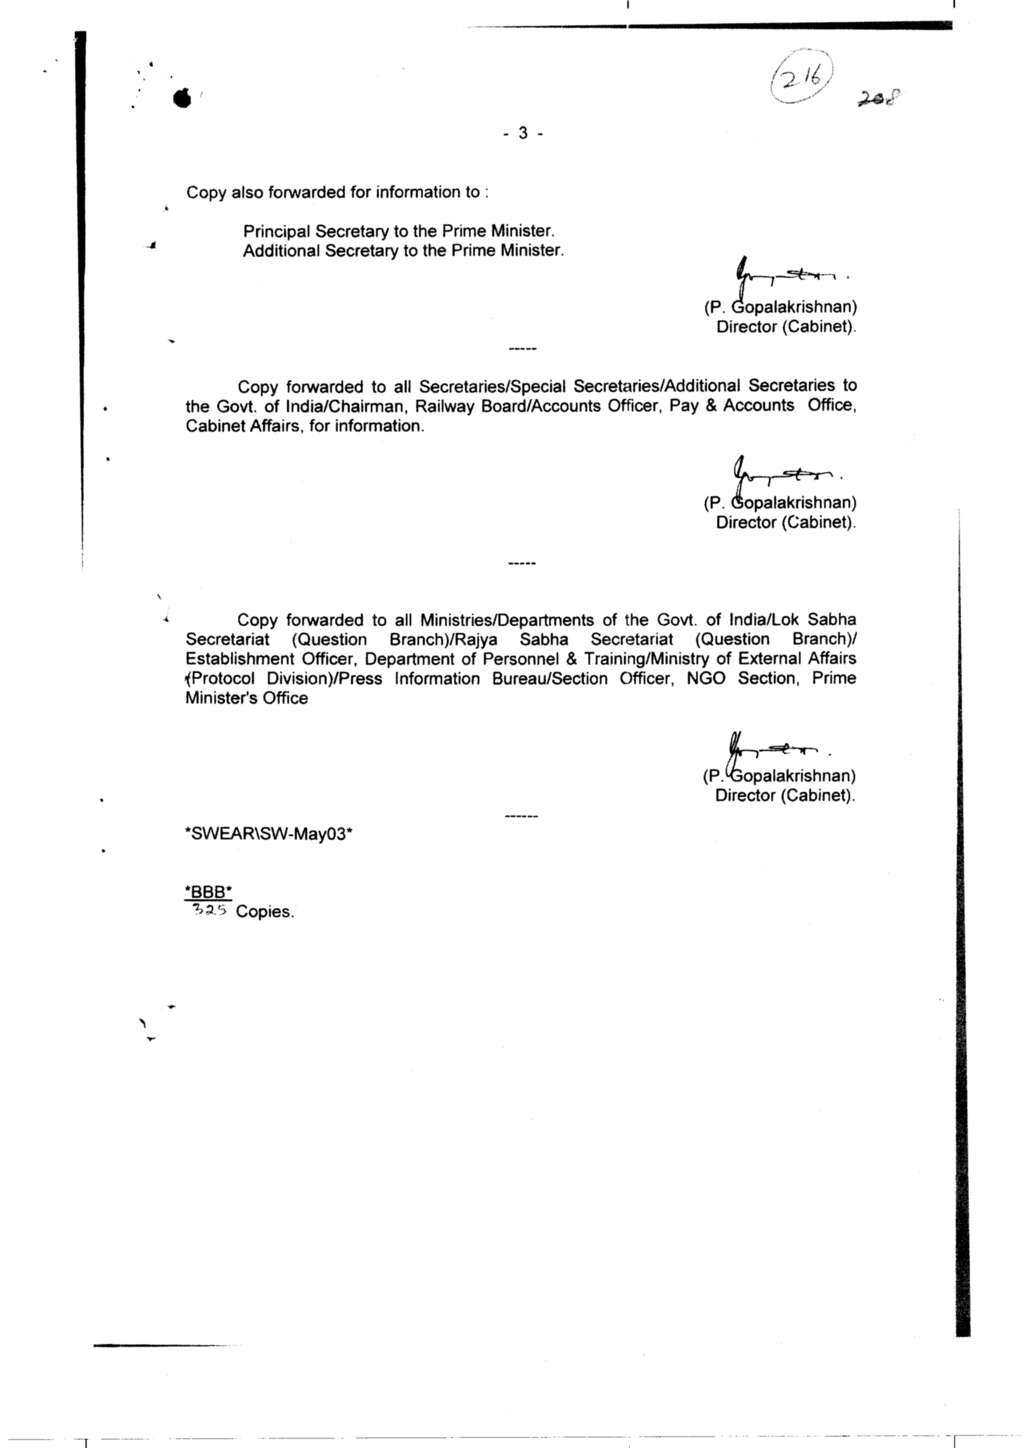 216
208
- 3 -
Copy also forwarded for information to :
Principal Secretary to the Prime Minister.
Additional Secretary to the Prime Minister.
(P. Gopalakrishnan)
Director (Cabinet).
-----
Copy forwarded to all Secretaries/Special Secretaries/Additional Secretaries to
the Govt. of India/Chairman, Railway Board/Accounts Officer, Pay & Accounts Office,
Cabinet Affairs, for information.
(P. Gopalakrishnan)
Director (Cabinet).
-----
Copy forwarded to all Ministries/Departments of the Govt. of India/Lok Sabha
Secretariat (Question Branch)/Rajya Sabha Secretariat (Question Branch)/
Establishment Officer, Department of Personnel & Training/Ministry of External Affairs
(Protocol Division)/Press Information Bureau/Section Officer, NGO Section, Prime
Minister's Office
(P. Gopalakrishnan)
Director (Cabinet).
------
*SWEAR\SW-May03*
*BBB*
325 Copies.